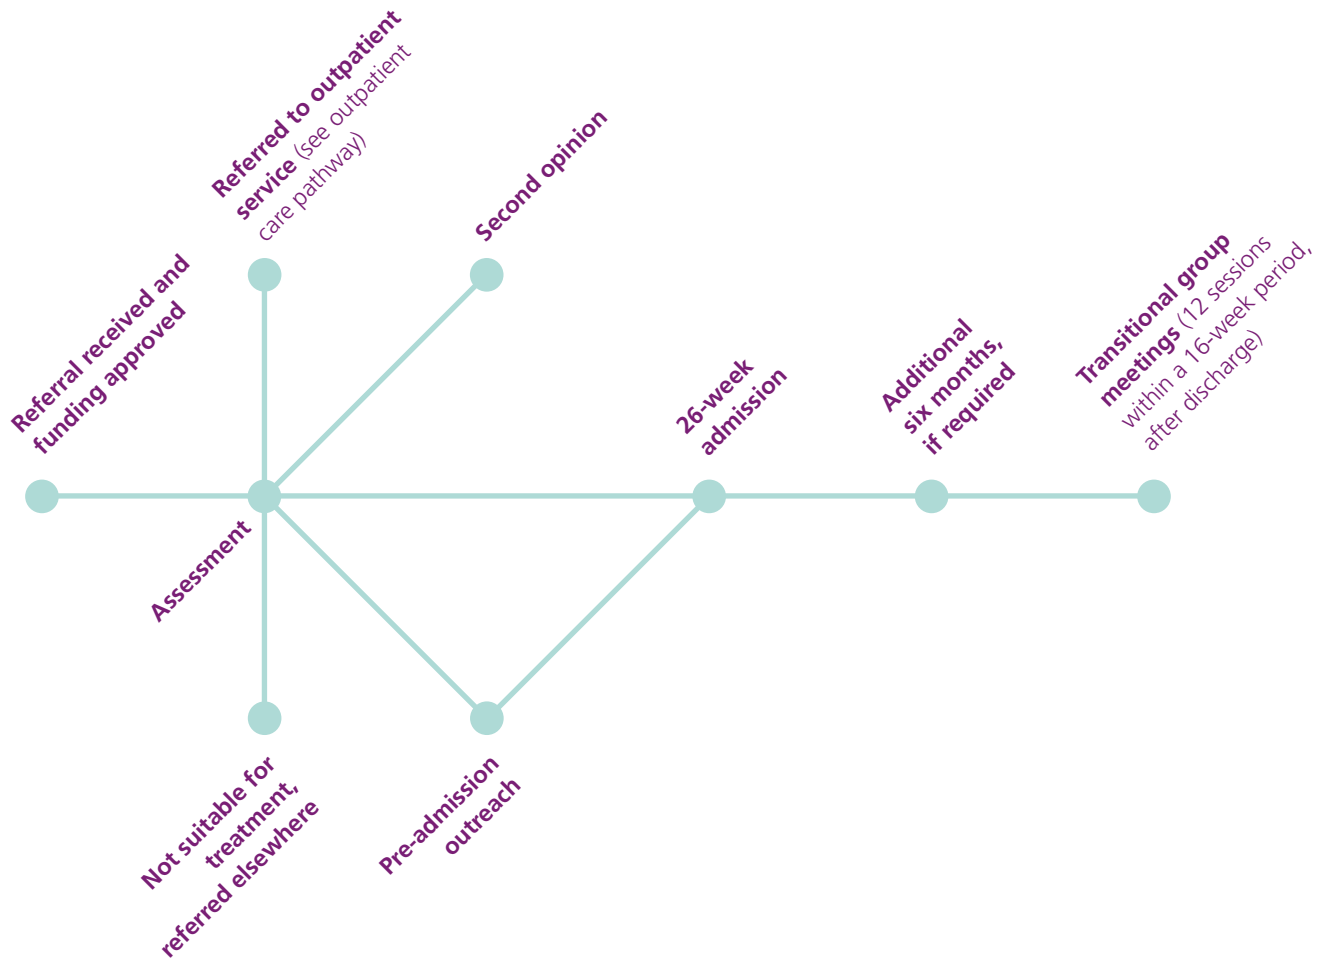 Referral received and
funding approved
Referred to outpatient
service (see outpatient
care pathway)
Second opinion
Assessment
26-week
admission
Additional
six months,
if required
Transitional group
meetings (12 sessions
within a 16-week period,
after discharge)
Not suitable for
treatment,
referred elsewhere
Pre-admission
outreach